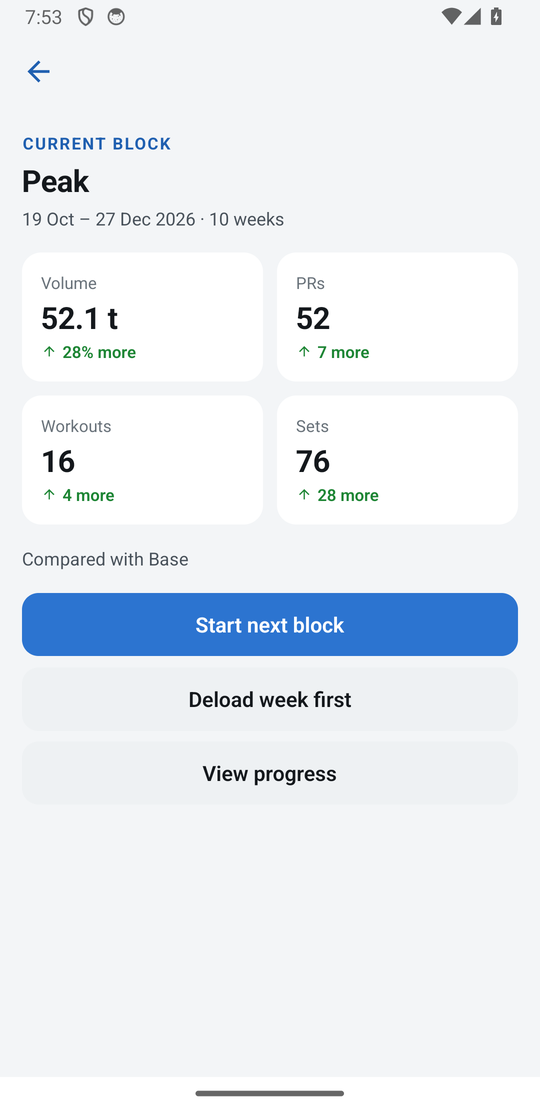 7:53
CURRENT BLOCK
Peak
19 Oct – 27 Dec 2026 · 10 weeks
Volume
52.1 t
28% more
PRs
52
7 more
Workouts
16
4 more
Sets
76
28 more
Compared with Base
Start next block
Deload week first
View progress